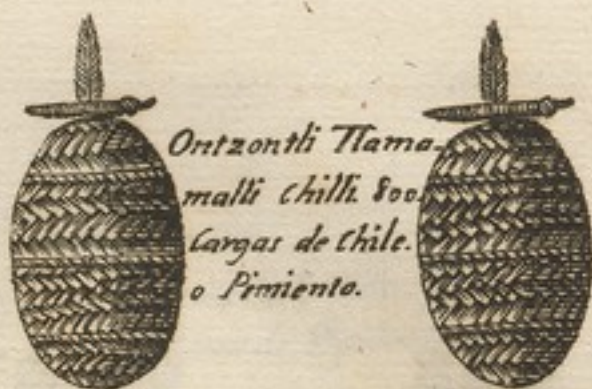 Ontzontli Tlama-
malli Chilli. 800.
Cargas de Chile.
o Pimiento.